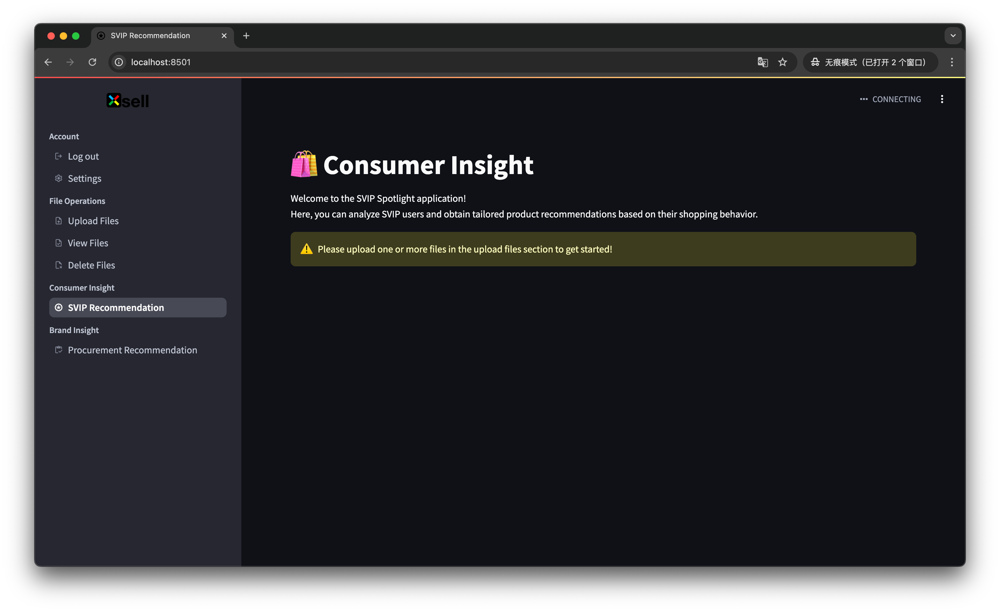 SVIP Recommendation
localhost:8501
无痕模式（已打开 2 个窗口）
Xsell
CONNECTING
Account
Log out
Settings
File Operations
Upload Files
View Files
Delete Files
Consumer Insight
SVIP Recommendation
Brand Insight
Procurement Recommendation
Consumer Insight
Welcome to the SVIP Spotlight application!
Here, you can analyze SVIP users and obtain tailored product recommendations based on their shopping behavior.
Please upload one or more files in the upload files section to get started!